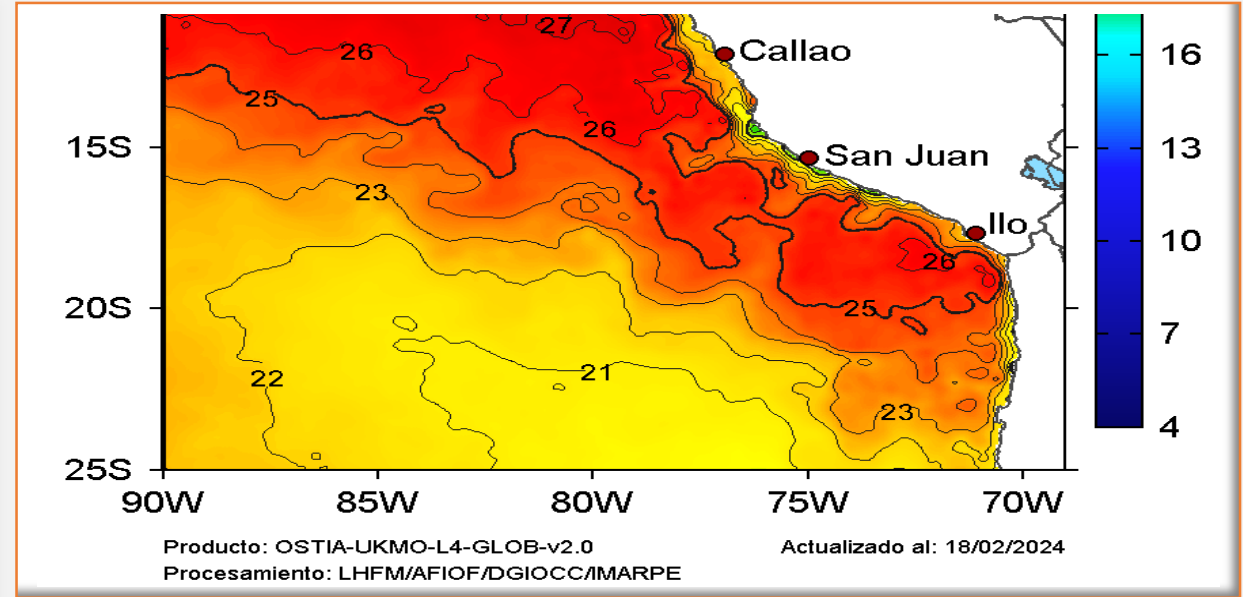 27
Callao
16
26
25
26
15S
13
San Juan
23
Ilo
10
26
20S
25
7
21
22
23
4
25S
90W 85W 80W 75W 70W
Producto: OSTIA-UKMO-L4-GLOB-v2.0 Actualizado al: 18/02/2024
Procesamiento: LHFM/AFIOF/DGIOCC/IMARPE